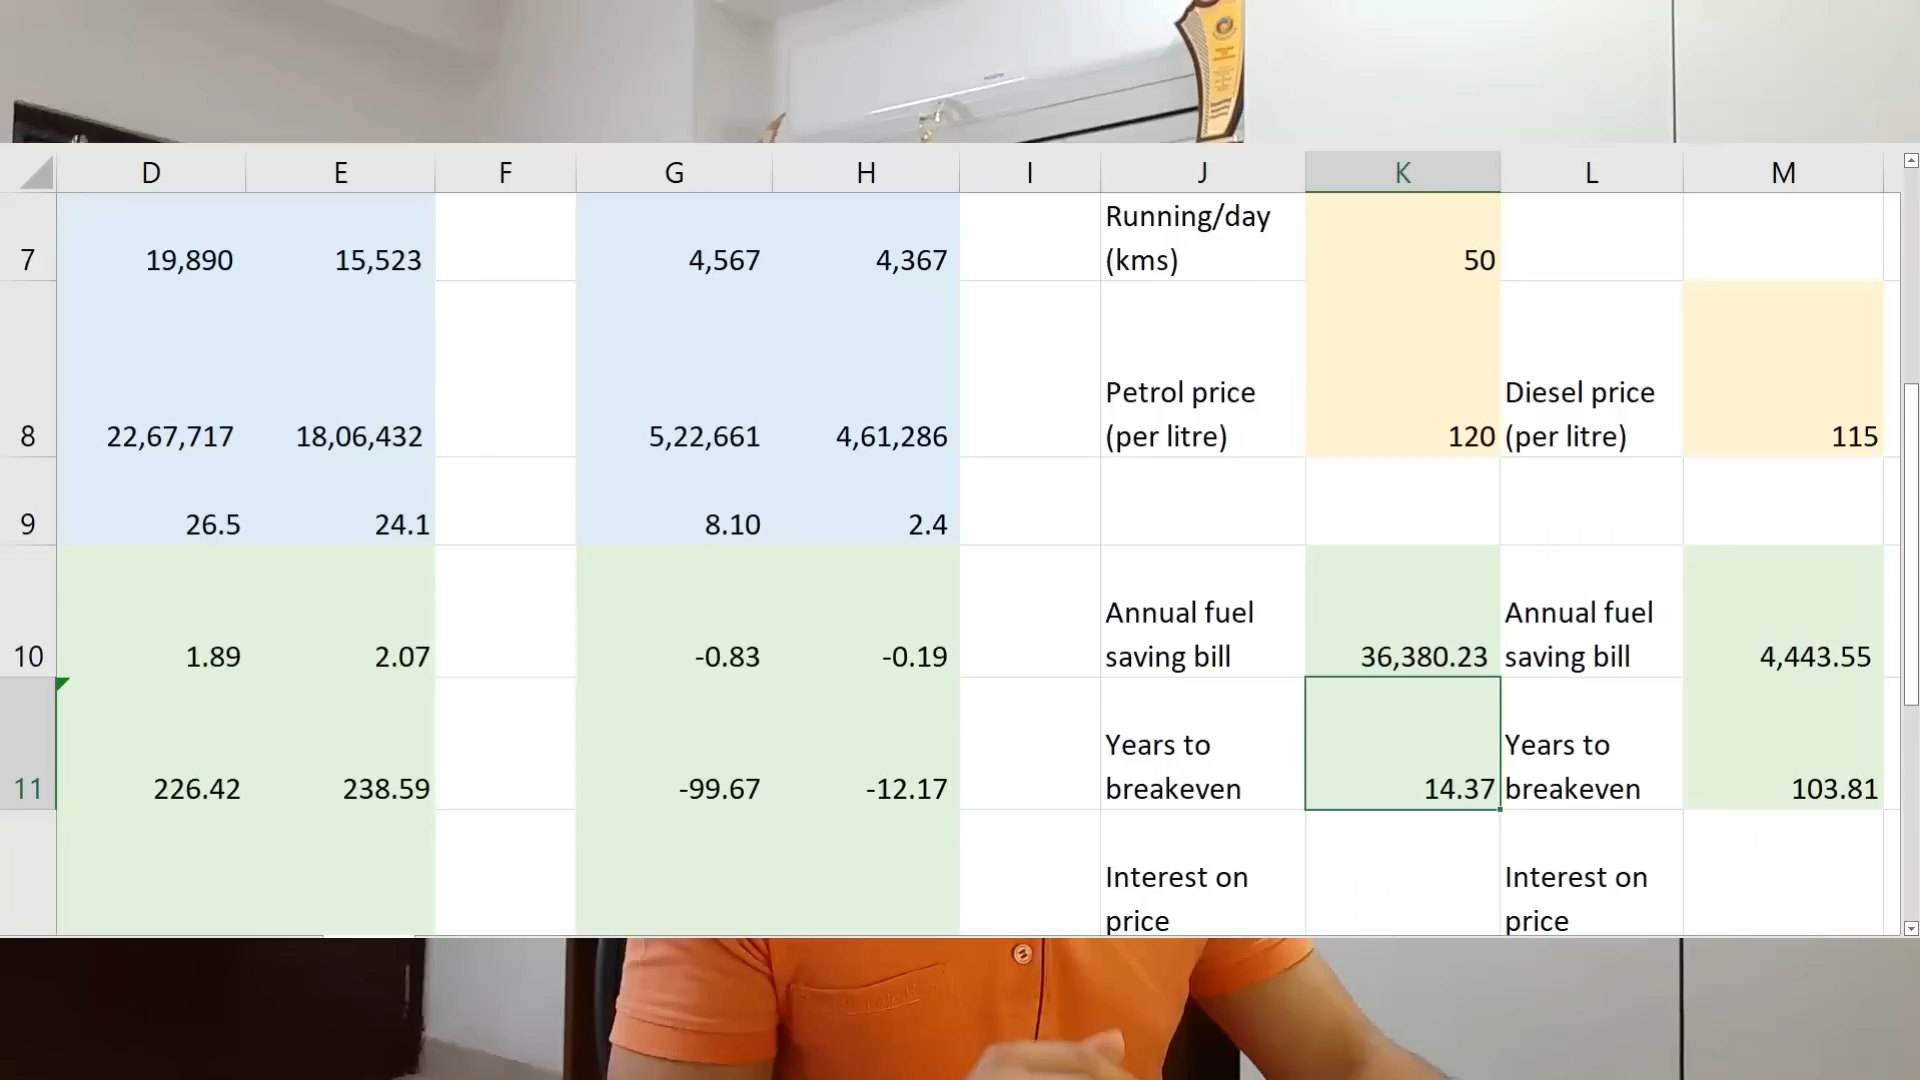 D E F G H I J K L M
7 19,890 15,523 4,567 4,367 Running/day (kms) 50
8 22,67,717 18,06,432 5,22,661 4,61,286 Petrol price (per litre) 120 Diesel price (per litre) 115
9 26.5 24.1 8.10 2.4
10 1.89 2.07 -0.83 -0.19 Annual fuel saving bill 36,380.23 Annual fuel saving bill 4,443.55
11 226.42 238.59 -99.67 -12.17 Years to breakeven 14.37 Years to breakeven 103.81
Interest on price Interest on price